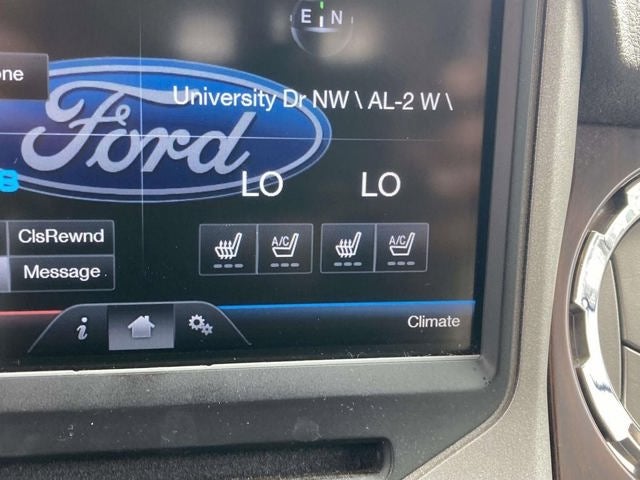 E N
one
University Dr NW \ AL-2 W \
Ford
LO LO
ClsRewnd
A/C A/C
Message
i
Climate